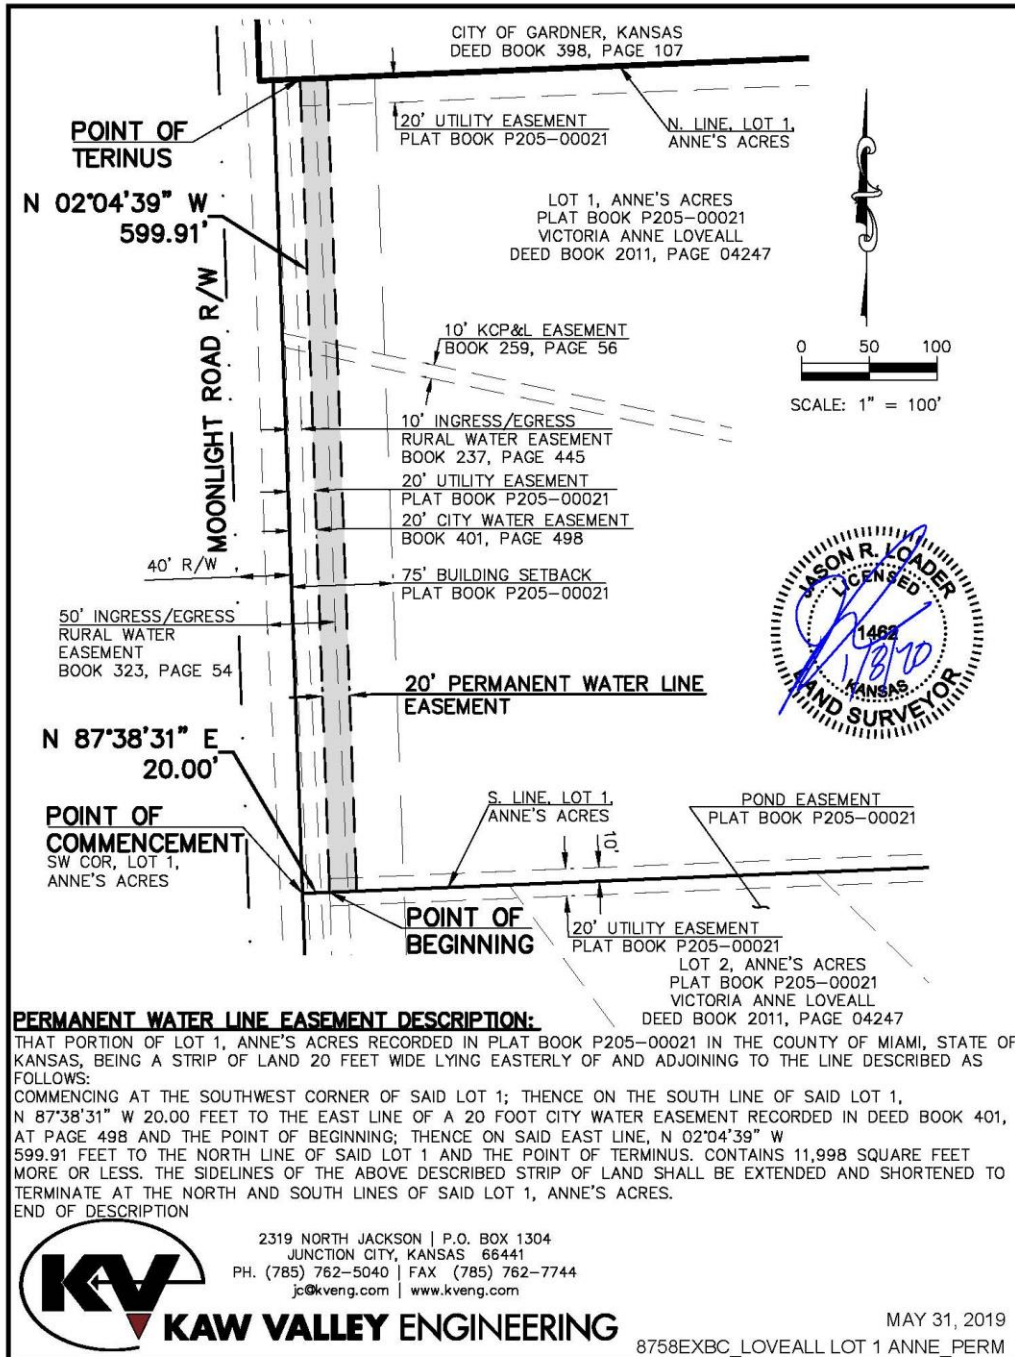 CITY OF GARDNER, KANSAS
DEED BOOK 398, PAGE 107
POINT OF
TERINUS
20' UTILITY EASEMENT
PLAT BOOK P205-00021
N. LINE, LOT 1,
ANNE'S ACRES
N 02°04'39" W
599.91'
LOT 1, ANNE'S ACRES
PLAT BOOK P205-00021
VICTORIA ANNE LOVEALL
DEED BOOK 2011, PAGE 04247
MOONLIGHT ROAD R/W
10' KCP&L EASEMENT
BOOK 259, PAGE 56
0 50 100
SCALE: 1" = 100'
10' INGRESS/EGRESS
RURAL WATER EASEMENT
BOOK 237, PAGE 445
20' UTILITY EASEMENT
PLAT BOOK P205-00021
20' CITY WATER EASEMENT
BOOK 401, PAGE 498
40' R/W
75' BUILDING SETBACK
PLAT BOOK P205-00021
50' INGRESS/EGRESS
RURAL WATER
EASEMENT
BOOK 323, PAGE 54
20' PERMANENT WATER LINE
EASEMENT
JASON R. LOADER
LICENSED
1462
1/8/20
KANSAS
LAND SURVEYOR
N 87°38'31" E
20.00'
POINT OF
COMMENCEMENT
SW COR, LOT 1,
ANNE'S ACRES
S. LINE, LOT 1,
ANNE'S ACRES
10'
POND EASEMENT
PLAT BOOK P205-00021
POINT OF
BEGINNING
20' UTILITY EASEMENT
PLAT BOOK P205-00021
LOT 2, ANNE'S ACRES
PLAT BOOK P205-00021
VICTORIA ANNE LOVEALL
DEED BOOK 2011, PAGE 04247
PERMANENT WATER LINE EASEMENT DESCRIPTION:
THAT PORTION OF LOT 1, ANNE'S ACRES RECORDED IN PLAT BOOK P205-00021 IN THE COUNTY OF MIAMI, STATE OF
KANSAS, BEING A STRIP OF LAND 20 FEET WIDE LYING EASTERLY OF AND ADJOINING TO THE LINE DESCRIBED AS
FOLLOWS:
COMMENCING AT THE SOUTHWEST CORNER OF SAID LOT 1; THENCE ON THE SOUTH LINE OF SAID LOT 1,
N 87°38'31" W 20.00 FEET TO THE EAST LINE OF A 20 FOOT CITY WATER EASEMENT RECORDED IN DEED BOOK 401,
AT PAGE 498 AND THE POINT OF BEGINNING; THENCE ON SAID EAST LINE, N 02°04'39" W
599.91 FEET TO THE NORTH LINE OF SAID LOT 1 AND THE POINT OF TERMINUS. CONTAINS 11,998 SQUARE FEET
MORE OR LESS. THE SIDELINES OF THE ABOVE DESCRIBED STRIP OF LAND SHALL BE EXTENDED AND SHORTENED TO
TERMINATE AT THE NORTH AND SOUTH LINES OF SAID LOT 1, ANNE'S ACRES.
END OF DESCRIPTION
2319 NORTH JACKSON | P.O. BOX 1304
JUNCTION CITY, KANSAS 66441
PH. (785) 762-5040 | FAX (785) 762-7744
jc@kveng.com | www.kveng.com
KV
KAW VALLEY ENGINEERING
MAY 31, 2019
8758EXBC_LOVEALL LOT 1 ANNE_PERM